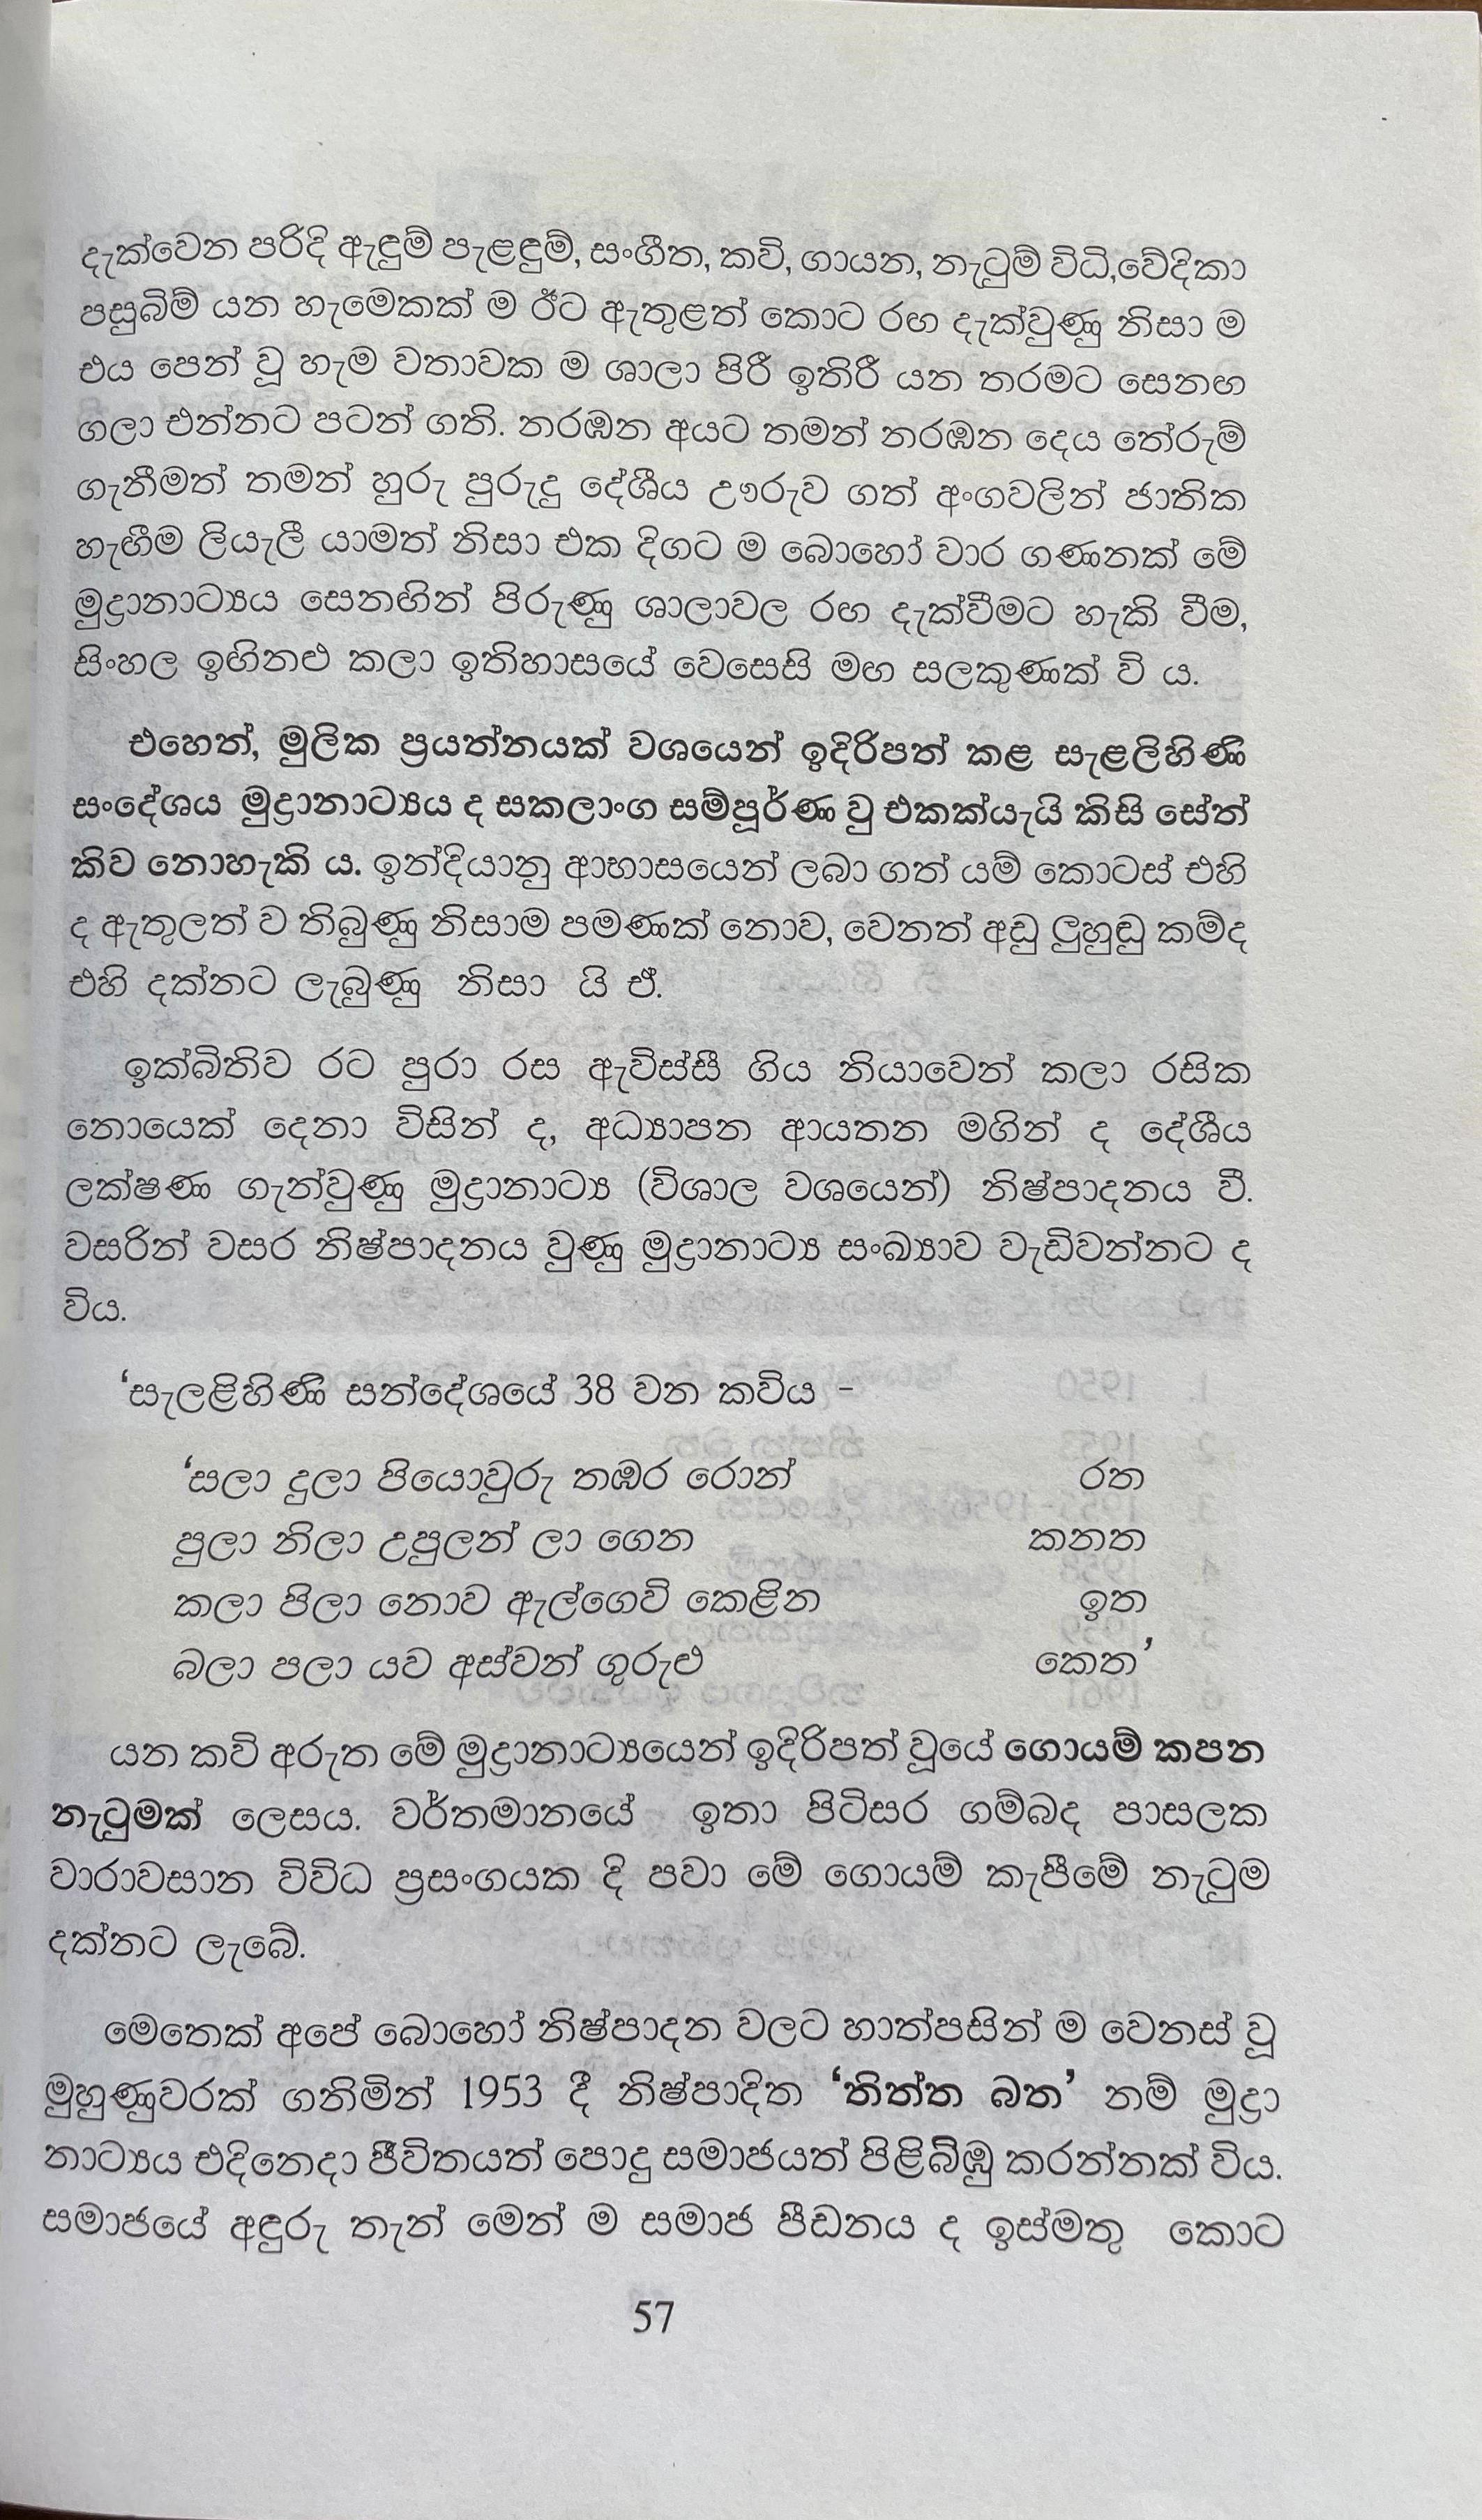 දැක්වෙන පරිදි ඇඳුම් පැළඳුම්, සංගීත, කවි, ගායන, නැටුම් විධි,වේදිකා
පසුබිම් යන හැමෙකක් ම ඊට ඇතුළත් කොට රඟ දැක්වුණු නිසා ම
එය පෙන් වූ හැම වතාවක ම ශාලා පිරී ඉතිරී යන තරමට සෙනඟ
ගලා එන්නට පටන් ගති. නරඹන අයට තමන් නරඹන දෙය තේරුම්
ගැනීමත් තමන් හුරු පුරුදු දේශීය ඌරුව ගත් අංගවලින් ජාතික
හැඟීම ලියැලී යාමත් නිසා එක දිගට ම බොහෝ වාර ගණනක් මේ
මුද්‍රානාට්‍යය සෙනඟින් පිරුණු ශාලාවල රඟ දැක්වීමට හැකි වීම,
සිංහල ඉඟිනළු කලා ඉතිහාසයේ වෙසෙසි මඟ සලකුණක් වි ය.
එහෙත්, මුලික ප්‍රයත්නයක් වශයෙන් ඉදිරිපත් කළ සැළලිහිණි
සංදේශය මුද්‍රානාට්‍යය ද සකලාංග සම්පූර්ණ වු එකක්යැයි කිසි සේත්
කිව නොහැකි ය. ඉන්දියානු ආභාසයෙන් ලබා ගත් යම් කොටස් එහි
ද ඇතුලත් ව තිබුණු නිසාම පමණක් නොව, වෙනත් අඩු ලුහුඬු කම්ද
එහි දක්නට ලැබුණු නිසා යි ඒ.
ඉක්බිතිව රට පුරා රස ඇවිස්සී ගිය නියාවෙන් කලා රසික
නොයෙක් දෙනා විසින් ද, අධ්‍යාපන ආයතන මගින් ද දේශීය
ලක්ෂණ ගැන්වුණු මුද්‍රානාට්‍ය (විශාල වශයෙන්) නිෂ්පාදනය වී.
වසරින් වසර නිෂ්පාදනය වුණු මුද්‍රානාට්‍ය සංඛ්‍යාව වැඩිවන්නට ද
විය.
‘සැලළිහිණි සන්දේශයේ 38 වන කවිය -
‘සලා දුලා පියොවුරු තඹර රොන් රත
පුලා නිලා උපුලන් ලා ගෙන කනත
කලා පිලා නොව ඇල්ගෙවි කෙළින ඉත
බලා පලා යව අස්වන් ගුරුළු කෙත’
යන කවි අරුත මේ මුද්‍රානාට්‍යයෙන් ඉදිරිපත් වූයේ ගොයම් කපන
නැටුමක් ලෙසය. වර්තමානයේ ඉතා පිටිසර ගම්බද පාසලක
වාරාවසාන විවිධ ප්‍රසංගයක දි පවා මේ ගොයම් කැපීමේ නැටුම
දක්නට ලැබේ.
මෙතෙක් අපේ බොහෝ නිෂ්පාදන වලට හාත්පසින් ම වෙනස් වූ
මුහුණුවරක් ගනිමින් 1953 දී නිෂ්පාදිත ‘තිත්ත බත’ නම් මුද්‍රා
නාට්‍යය එදිනෙදා ජීවිතයත් පොදු සමාජයත් පිළිබිඹු කරන්නක් විය.
සමාජයේ අඳුරු තැන් මෙන් ම සමාජ පීඩනය ද ඉස්මතු කොට
57